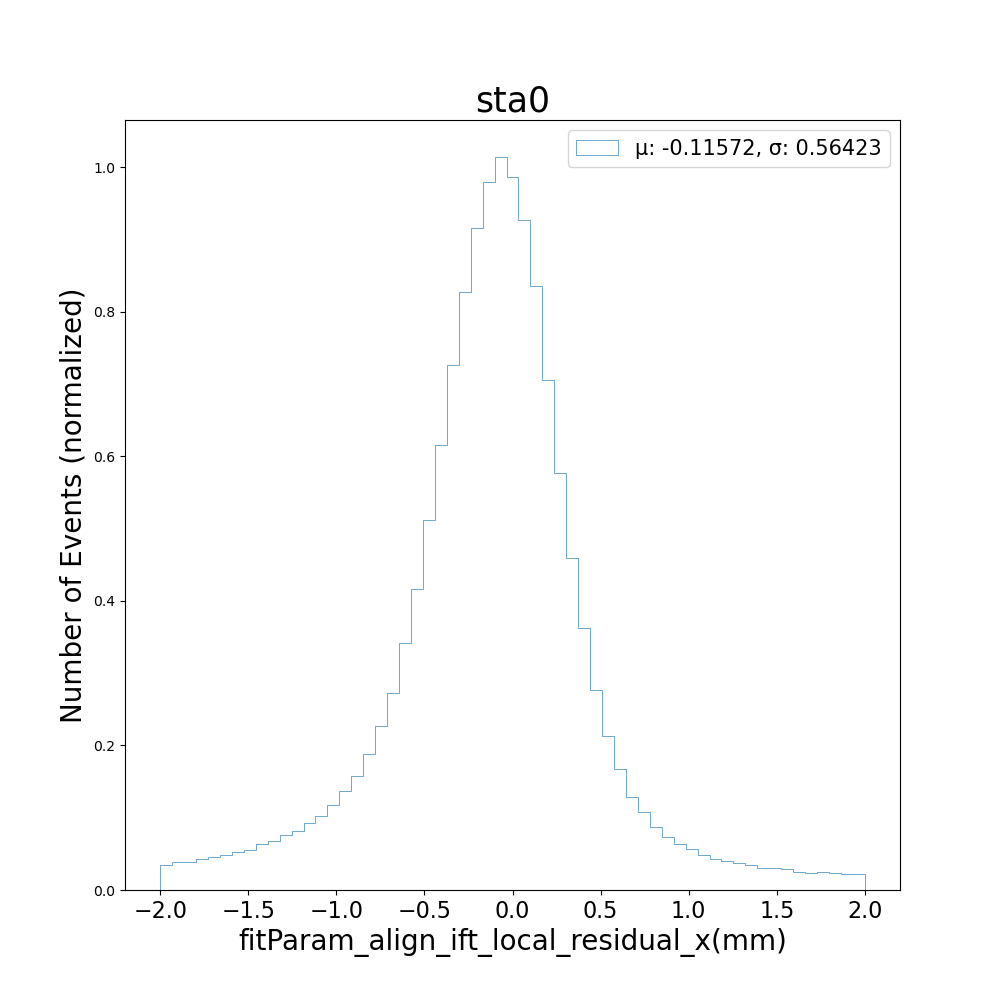 sta0
μ: -0.11572, σ: 0.56423
Number of Events (normalized)
1.0
0.8
0.6
0.4
0.2
0.0
−2.0 −1.5 −1.0 −0.5 0.0 0.5 1.0 1.5 2.0
fitParam_align_ift_local_residual_x(mm)